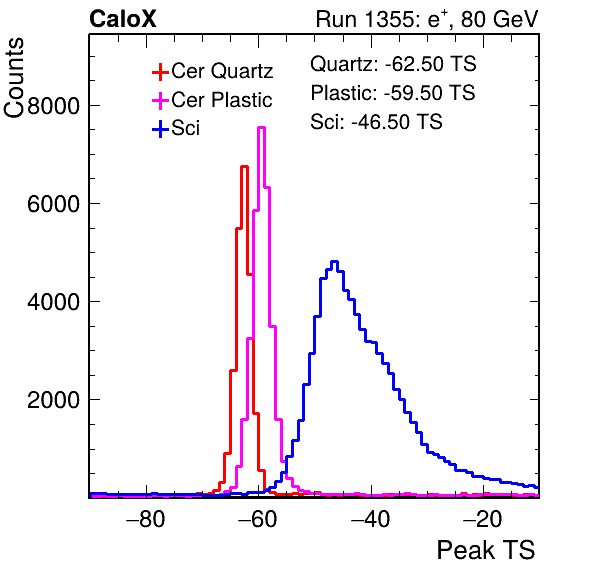 CaloX Run 1355: e⁺, 80 GeV
Counts
Cer Quartz
Cer Plastic
Sci
Quartz: -62.50 TS
Plastic: -59.50 TS
Sci: -46.50 TS
8000
6000
4000
2000
−80 −60 −40 −20
Peak TS